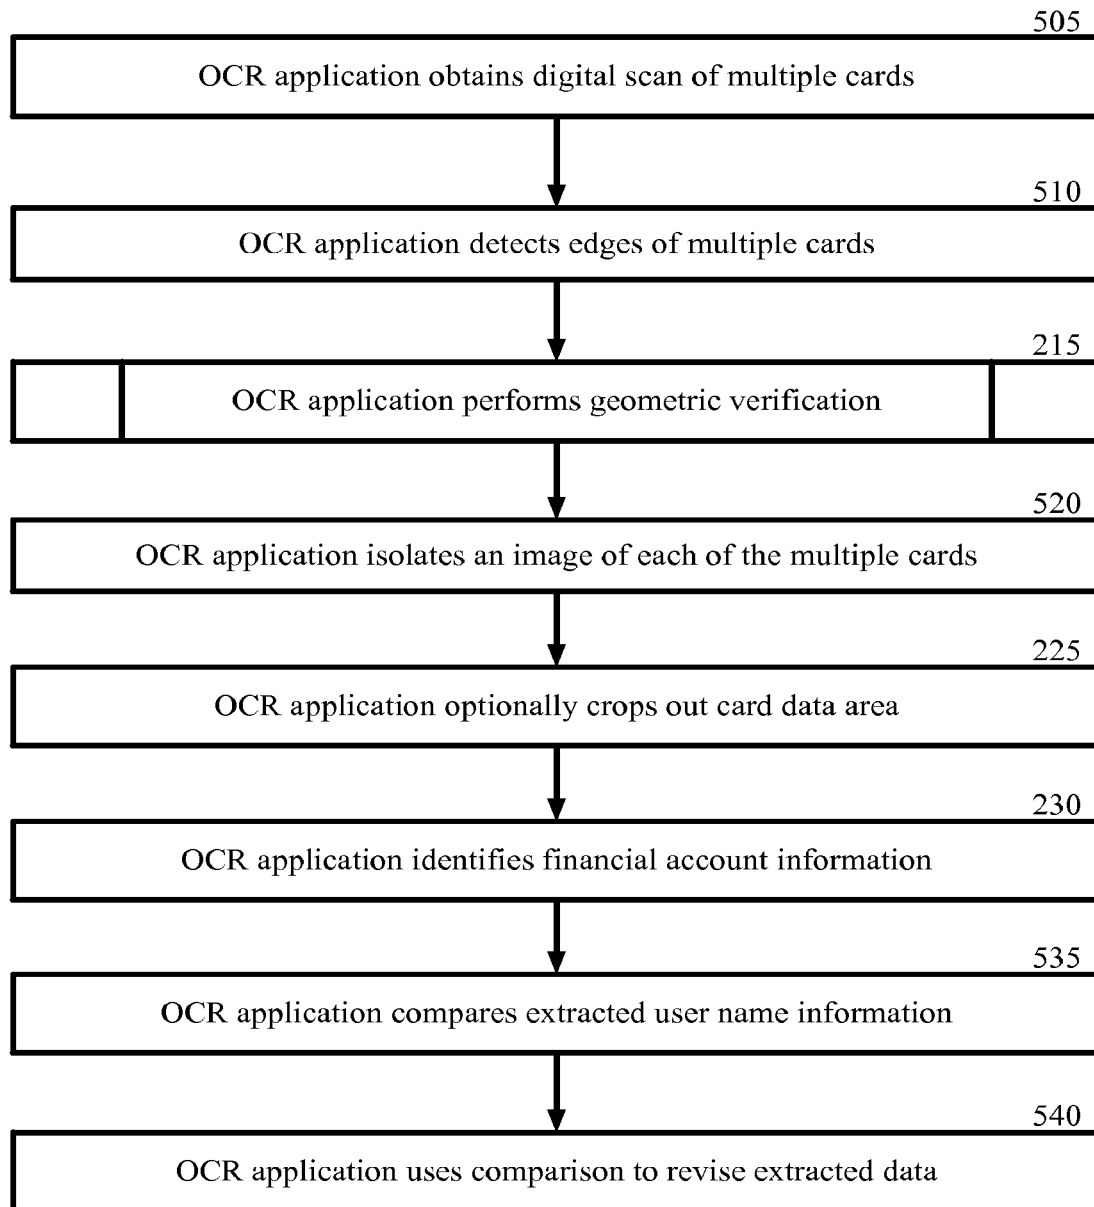 505
OCR application obtains digital scan of multiple cards
510
OCR application detects edges of multiple cards
215
OCR application performs geometric verification
520
OCR application isolates an image of each of the multiple cards
225
OCR application optionally crops out card data area
230
OCR application identifies financial account information
535
OCR application compares extracted user name information
540
OCR application uses comparison to revise extracted data